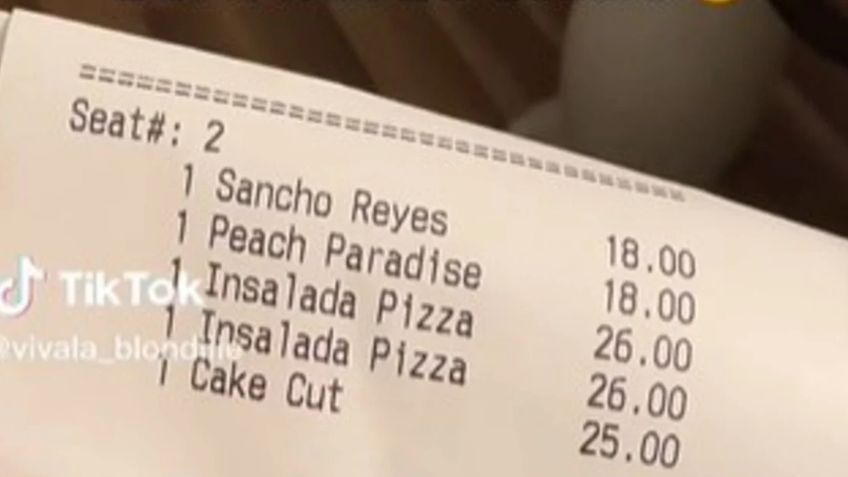 ==========================================
Seat#: 2
1 Sancho Reyes 18.00
1 Peach Paradise 18.00
1 Insalada Pizza 26.00
1 Insalada Pizza 26.00
1 Cake Cut 25.00
TikTok